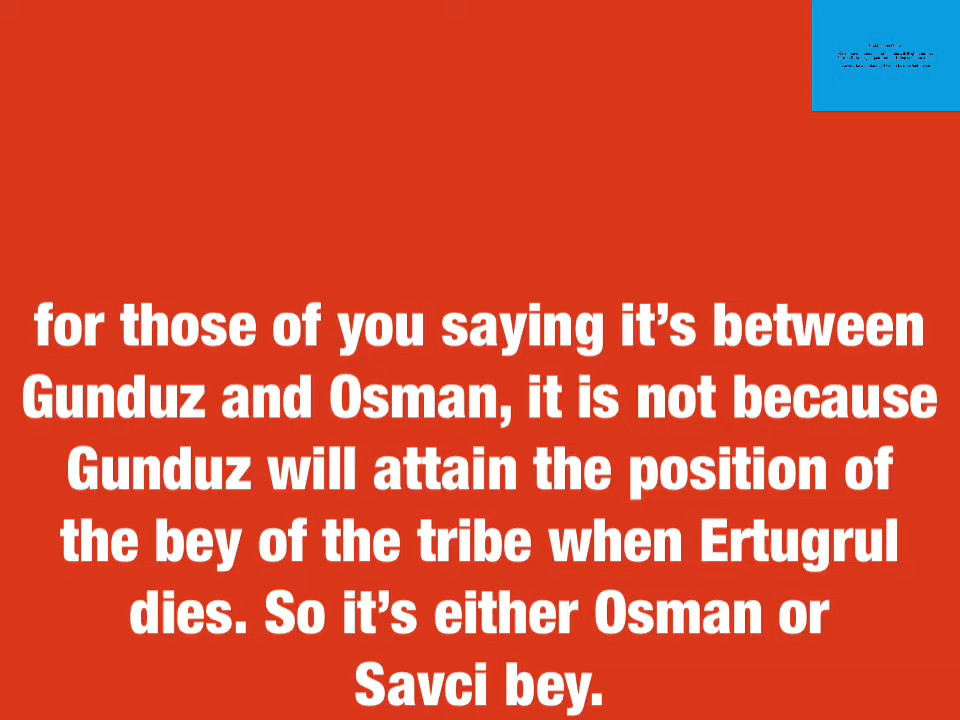 for those of you saying it’s between
Gunduz and Osman, it is not because
Gunduz will attain the position of
the bey of the tribe when Ertugrul
dies. So it’s either Osman or
Savci bey.